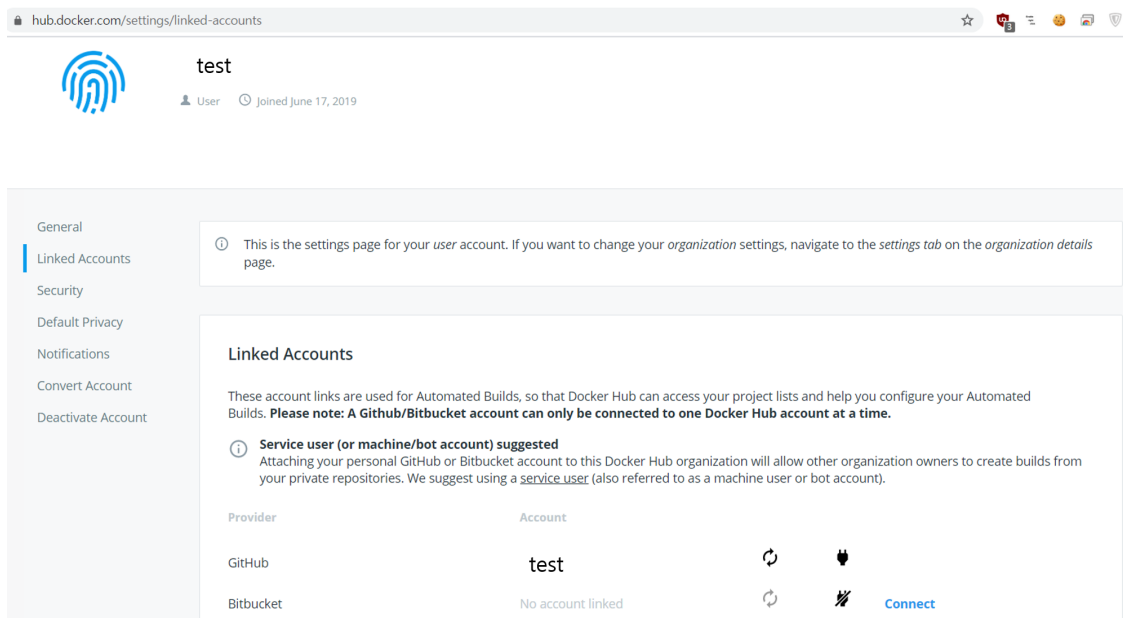 hub.docker.com/settings/linked-accounts
3
test
User Joined June 17, 2019
General
Linked Accounts
Security
Default Privacy
Notifications
Convert Account
Deactivate Account
This is the settings page for your user account. If you want to change your organization settings, navigate to the settings tab on the organization details
page.
Linked Accounts
These account links are used for Automated Builds, so that Docker Hub can access your project lists and help you configure your Automated
Builds. Please note: A Github/Bitbucket account can only be connected to one Docker Hub account at a time.
Service user (or machine/bot account) suggested
Attaching your personal GitHub or Bitbucket account to this Docker Hub organization will allow other organization owners to create builds from
your private repositories. We suggest using a service user (also referred to as a machine user or bot account).
Provider Account
GitHub test
Bitbucket No account linked Connect